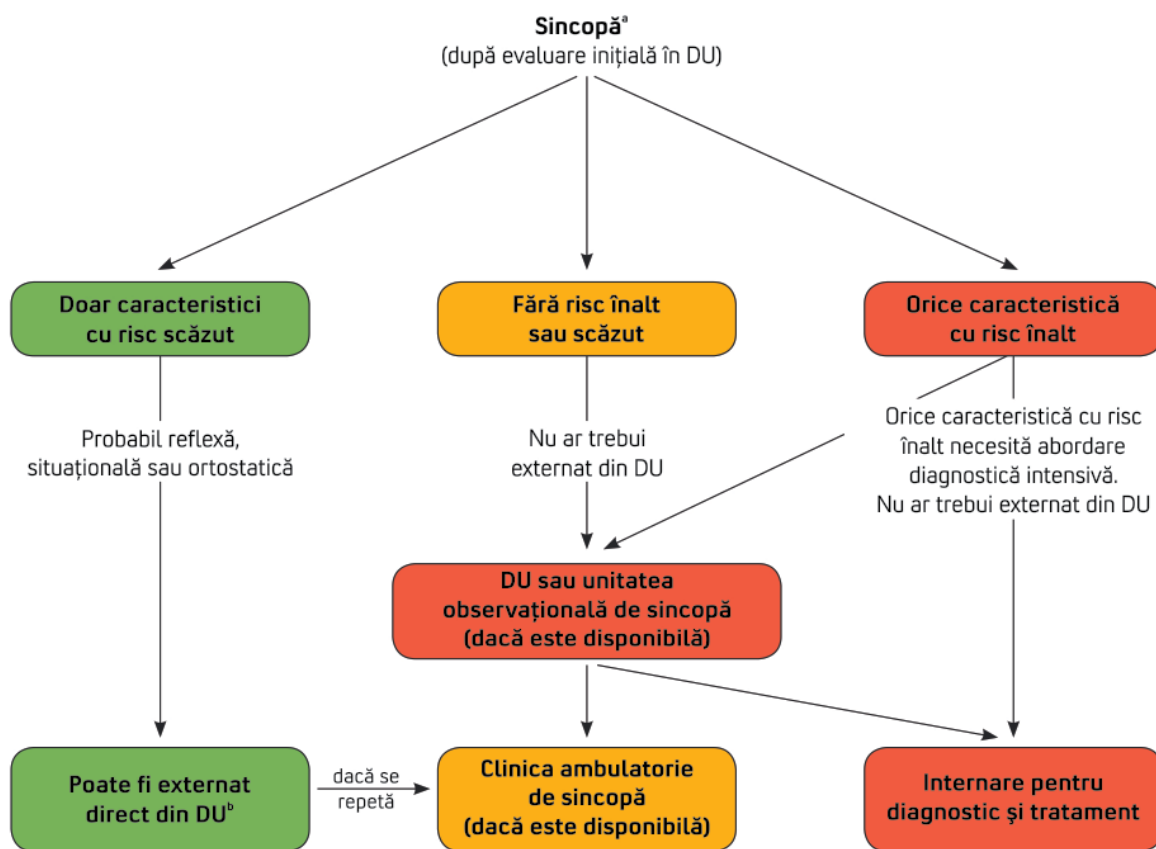 Sincopăᵃ
(după evaluare inițială în DU)
Doar caracteristici
cu risc scăzut
Fără risc înalt
sau scăzut
Orice caracteristică
cu risc înalt
Probabil reflexă,
situațională sau ortostatică
Nu ar trebui
externat din DU
Orice caracteristică cu risc
înalt necesită abordare
diagnostică intensivă.
Nu ar trebui externat din DU
DU sau unitatea
observațională de sincopă
(dacă este disponibilă)
Poate fi externat
direct din DUᵇ
dacă se
repetă
Clinica ambulatorie
de sincopă
(dacă este disponibilă)
Internare pentru
diagnostic şi tratament